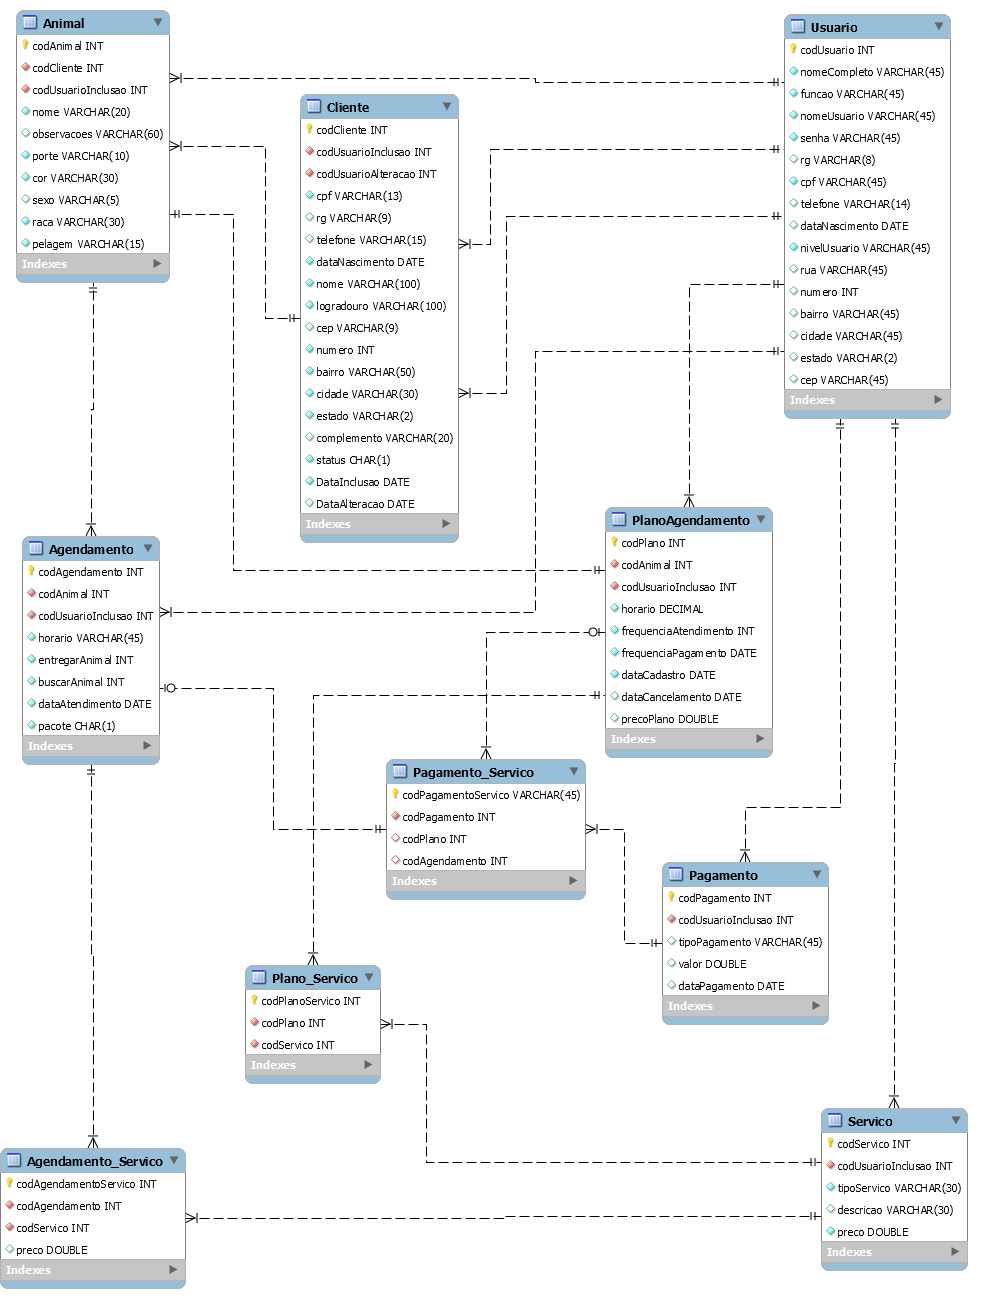 Animal
codAnimal INT
codCliente INT
codUsuarioInclusao INT
nome VARCHAR(20)
observacoes VARCHAR(60)
porte VARCHAR(10)
cor VARCHAR(30)
sexo VARCHAR(5)
raca VARCHAR(30)
pelagem VARCHAR(15)
Indexes
Cliente
codCliente INT
codUsuarioInclusao INT
codUsuarioAlteracao INT
cpf VARCHAR(13)
rg VARCHAR(9)
telefone VARCHAR(15)
dataNascimento DATE
nome VARCHAR(100)
logradouro VARCHAR(100)
cep VARCHAR(9)
numero INT
bairro VARCHAR(50)
cidade VARCHAR(30)
estado VARCHAR(2)
complemento VARCHAR(20)
status CHAR(1)
DataInclusao DATE
DataAlteracao DATE
Indexes
Usuario
codUsuario INT
nomeCompleto VARCHAR(45)
funcao VARCHAR(45)
nomeUsuario VARCHAR(45)
senha VARCHAR(45)
rg VARCHAR(8)
cpf VARCHAR(45)
telefone VARCHAR(14)
dataNascimento DATE
nivelUsuario VARCHAR(45)
rua VARCHAR(45)
numero INT
bairro VARCHAR(45)
cidade VARCHAR(45)
estado VARCHAR(2)
cep VARCHAR(45)
Indexes
Agendamento
codAgendamento INT
codAnimal INT
codUsuarioInclusao INT
horario VARCHAR(45)
entregarAnimal INT
buscarAnimal INT
dataAtendimento DATE
pacote CHAR(1)
Indexes
PlanoAgendamento
codPlano INT
codAnimal INT
codUsuarioInclusao INT
horario DECIMAL
frequenciaAtendimento INT
frequenciaPagamento DATE
dataCadastro DATE
dataCancelamento DATE
precoPlano DOUBLE
Indexes
Pagamento_Servico
codPagamentoServico VARCHAR(45)
codPagamento INT
codPlano INT
codAgendamento INT
Indexes
Pagamento
codPagamento INT
codUsuarioInclusao INT
tipoPagamento VARCHAR(45)
valor DOUBLE
dataPagamento DATE
Indexes
Plano_Servico
codPlanoServico INT
codPlano INT
codServico INT
Indexes
Servico
codServico INT
codUsuarioInclusao INT
tipoServico VARCHAR(30)
descricao VARCHAR(30)
preco DOUBLE
Indexes
Agendamento_Servico
codAgendamentoServico INT
codAgendamento INT
codServico INT
preco DOUBLE
Indexes